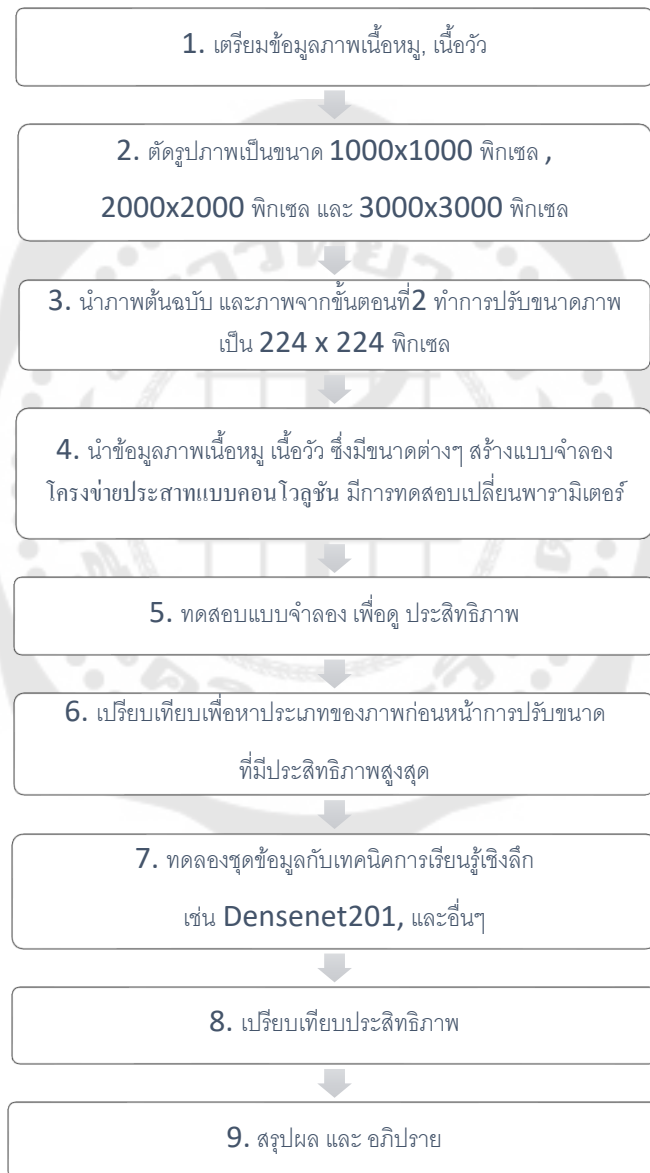 1. เตรียมข้อมูลภาพเนื้อหมู, เนื้อวัว
2. ตัดรูปภาพเป็นขนาด 1000x1000 พิกเซล ,
2000x2000 พิกเซล และ 3000x3000 พิกเซล
3. นำภาพต้นฉบับ และภาพจากขั้นตอนที่2 ทำการปรับขนาดภาพ
เป็น 224 x 224 พิกเซล
4. นำข้อมูลภาพเนื้อหมู เนื้อวัว ซึ่งมีขนาดต่างๆ สร้างแบบจำลอง
โครงข่ายประสาทแบบคอนโวลูชัน มีการทดสอบเปลี่ยนพารามิเตอร์
5. ทดสอบแบบจำลอง เพื่อดู ประสิทธิภาพ
6. เปรียบเทียบเพื่อหาประเภทของภาพก่อนหน้าการปรับขนาด
ที่มีประสิทธิภาพสูงสุด
7. ทดลองชุดข้อมูลกับเทคนิคการเรียนรู้เชิงลึก
เช่น Densenet201, และอื่นๆ
8. เปรียบเทียบประสิทธิภาพ
9. สรุปผล และ อภิปราย